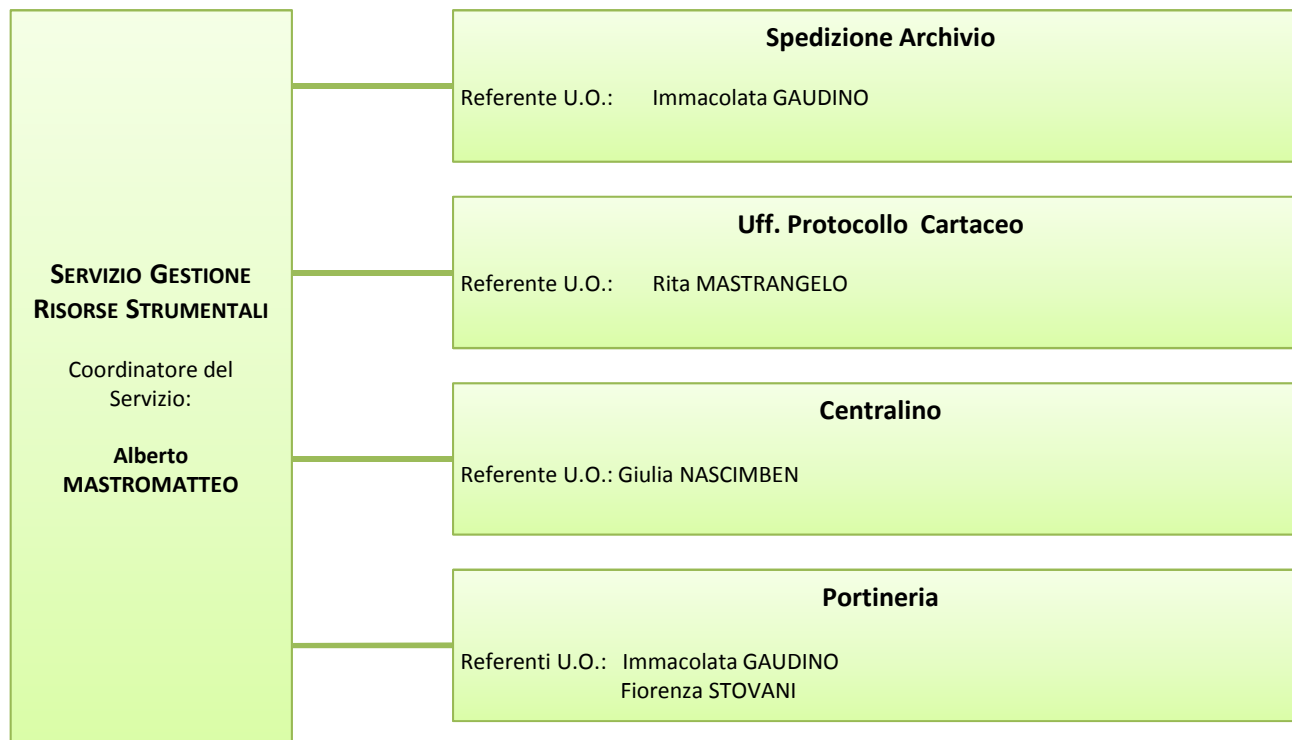 SERVIZIO GESTIONE
RISORSE STRUMENTALI
Coordinatore del
Servizio:
Alberto
MASTROMATTEO
Spedizione Archivio
Referente U.O.: Immacolata GAUDINO
Uff. Protocollo Cartaceo
Referente U.O.: Rita MASTRANGELO
Centralino
Referente U.O.: Giulia NASCIMBEN
Portineria
Referenti U.O.: Immacolata GAUDINO
Fiorenza STOVANI